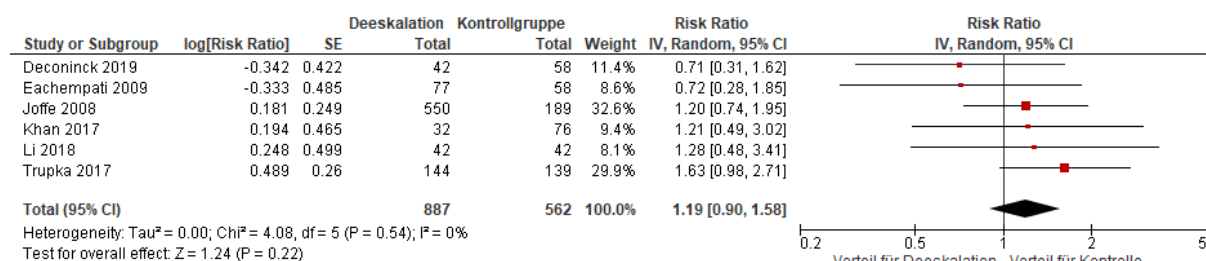 Deeskalation Kontrollgruppe Risk Ratio Risk Ratio
Study or Subgroup log[Risk Ratio] SE Total Total Weight IV, Random, 95% CI IV, Random, 95% CI
Deconinck 2019 -0.342 0.422 42 58 11.4% 0.71 [0.31, 1.62]
Eachempati 2009 -0.333 0.485 77 58 8.6% 0.72 [0.28, 1.85]
Joffe 2008 0.181 0.249 550 189 32.6% 1.20 [0.74, 1.95]
Khan 2017 0.194 0.465 32 76 9.4% 1.21 [0.49, 3.02]
Li 2018 0.248 0.499 42 42 8.1% 1.28 [0.48, 3.41]
Trupka 2017 0.489 0.26 144 139 29.9% 1.63 [0.98, 2.71]
Total (95% CI) 887 562 100.0% 1.19 [0.90, 1.58]
Heterogeneity: Tau² = 0.00; Chi² = 4.08, df = 5 (P = 0.54); I² = 0%
Test for overall effect: Z = 1.24 (P = 0.22)
0.2 0.5 1 2 5
Vorteil für Deeskalation Vorteil für Kontrolle